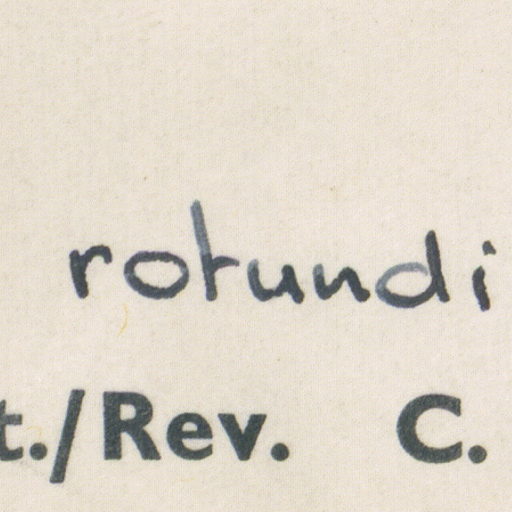 rotundi
t./Rev. C.